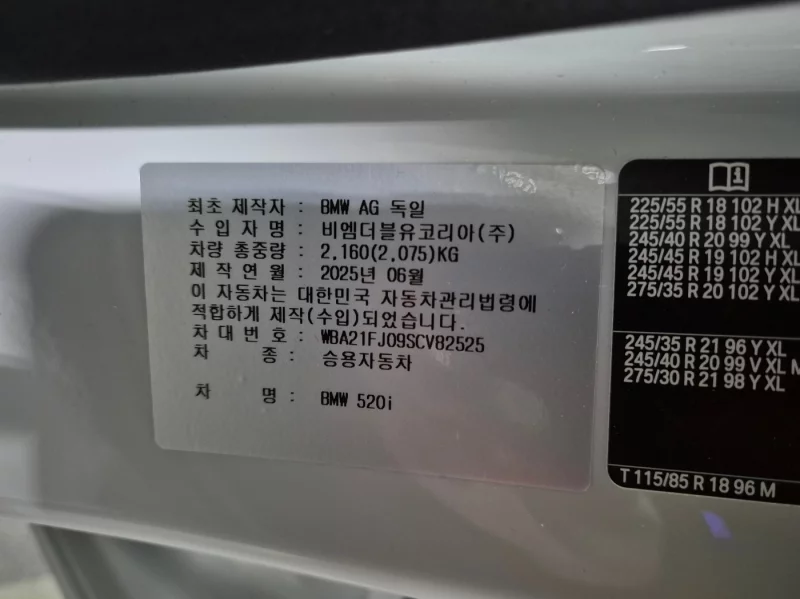 최초 제작자 : BMW AG 독일
수 입 자 명 : 비엠더블유코리아(주)
차량 총중량 : 2,160(2,075)KG
제 작 연 월 : 2025년 06월
이 자동차는 대한민국 자동차관리법령에
적합하게 제작(수입)되었습니다.
차 대 번 호 : WBA21FJ09SCV82525
차 종 : 승용자동차
차 명 : BMW 520i
1
225/55 R 18 102 H XL
225/55 R 18 102 Y XL
245/40 R 20 99 Y XL
245/45 R 19 102 H XL
245/45 R 19 102 Y XL
275/35 R 20 102 Y XL
245/35 R 21 96 Y XL
245/40 R 20 99 V XL M
275/30 R 21 98 Y XL
T 115/85 R 18 96 M